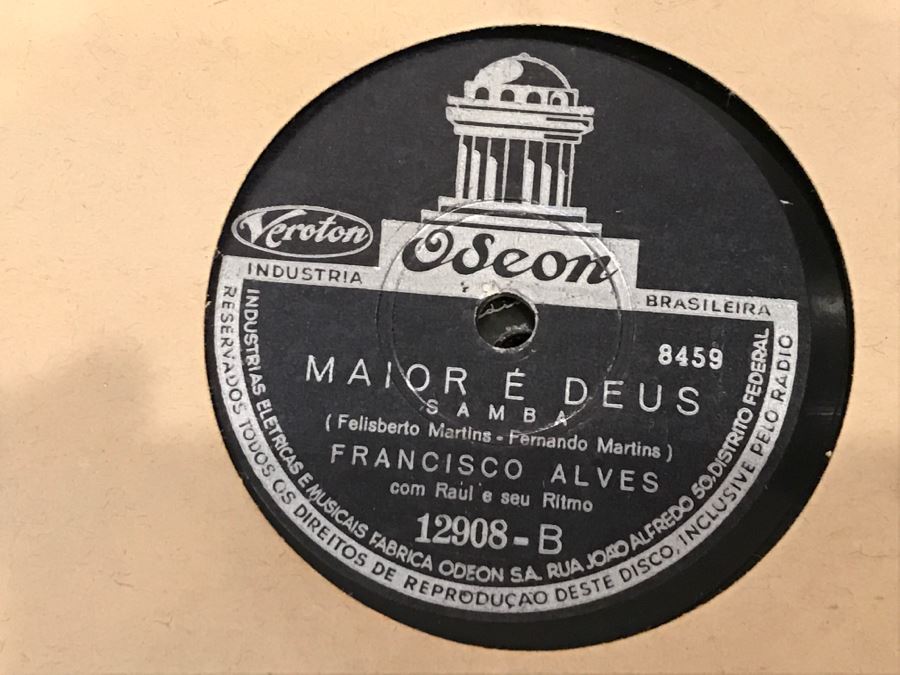 Veroton
Odeon
INDUSTRIA
BRASILEIRA
8459
MAIOR É DEUS
SAMBA
(Felisberto Martins - Fernando Martins)
FRANCISCO ALVES
com Raul e seu Ritmo
12908 - B
INDUSTRIAS ELETRICAS E MUSICAIS FABRICA ODEON S.A. RUA JOÃO ALFREDO 50, DISTRITO FEDERAL
RESERVADOS TODOS OS DIREITOS DE REPRODUÇÃO DESTE DISCO, INCLUSIVE PELO RADIO